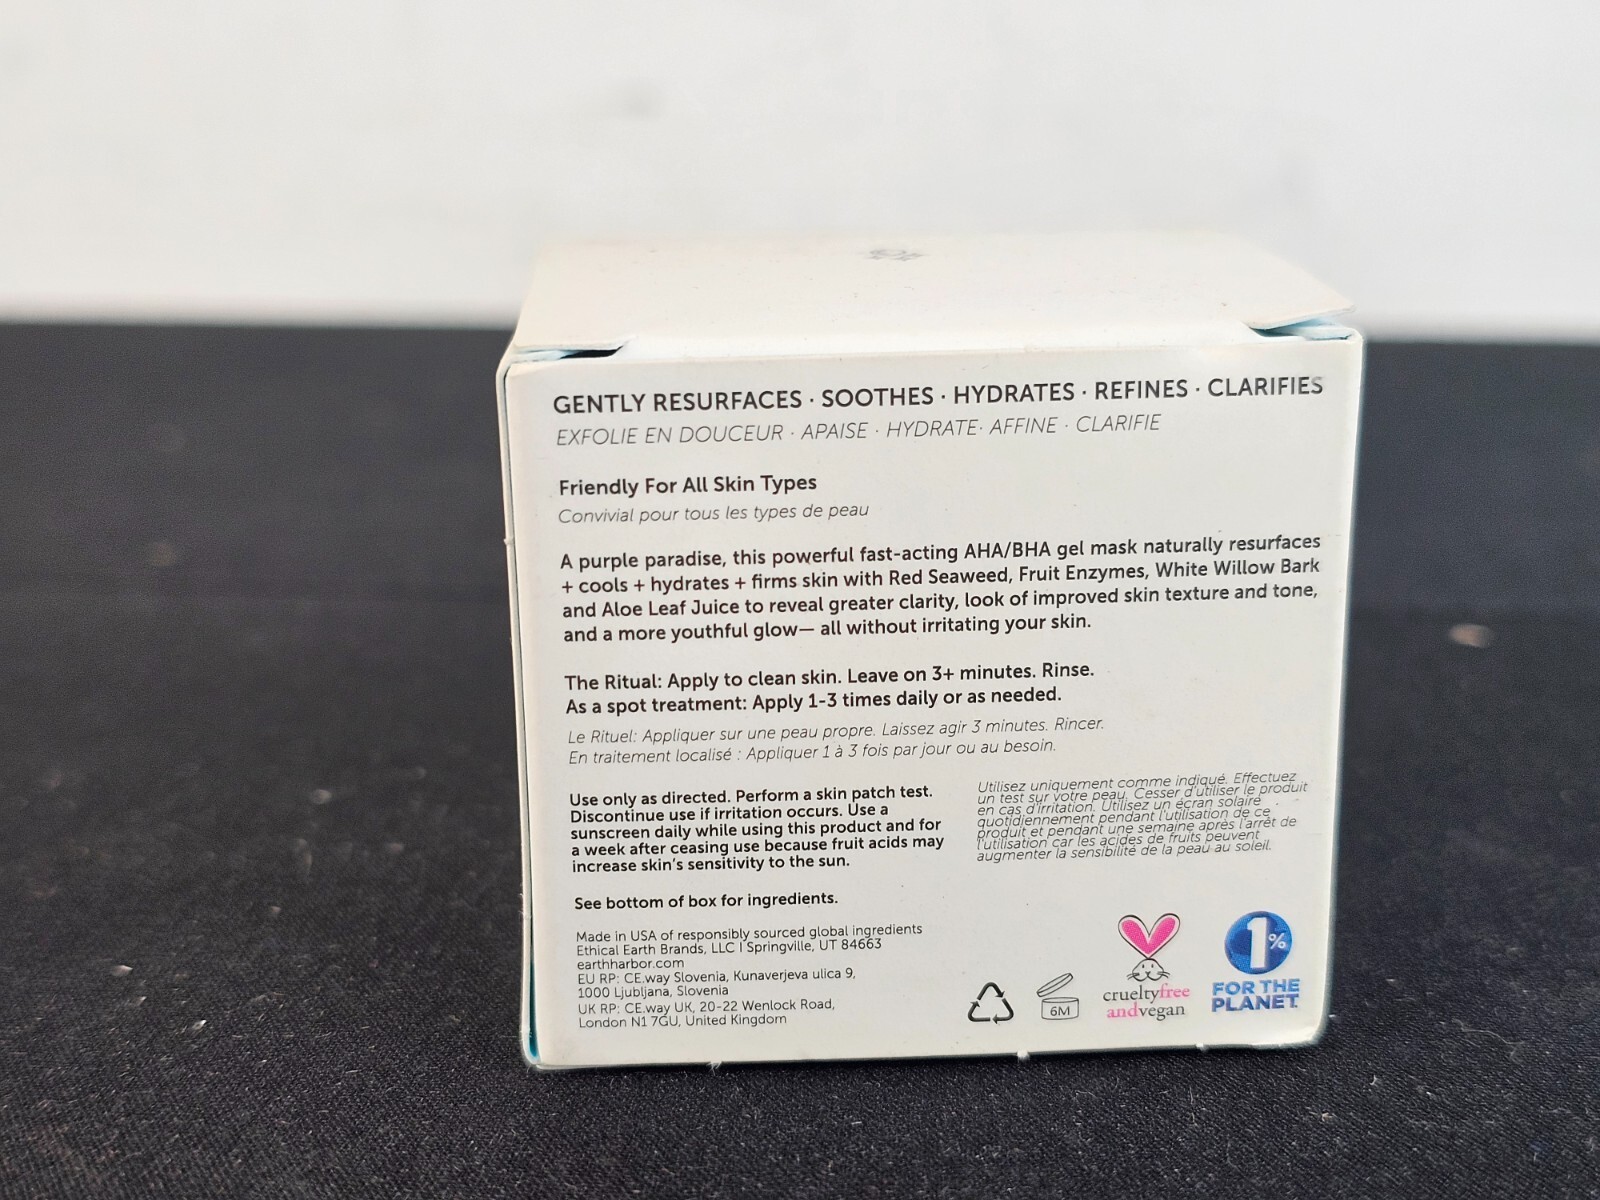 GENTLY RESURFACES · SOOTHES · HYDRATES · REFINES · CLARIFIES
EXFOLIE EN DOUCEUR · APAISE · HYDRATE· AFFINE · CLARIFIE
Friendly For All Skin Types
Convivial pour tous les types de peau
A purple paradise, this powerful fast-acting AHA/BHA gel mask naturally resurfaces
+ cools + hydrates + firms skin with Red Seaweed, Fruit Enzymes, White Willow Bark
and Aloe Leaf Juice to reveal greater clarity, look of improved skin texture and tone,
and a more youthful glow— all without irritating your skin.
The Ritual: Apply to clean skin. Leave on 3+ minutes. Rinse.
As a spot treatment: Apply 1-3 times daily or as needed.
Le Rituel: Appliquer sur une peau propre. Laissez agir 3 minutes. Rincer.
En traitement localisé : Appliquer 1 à 3 fois par jour ou au besoin.
Use only as directed. Perform a skin patch test.
Discontinue use if irritation occurs. Use a
sunscreen daily while using this product and for
a week after ceasing use because fruit acids may
increase skin's sensitivity to the sun.
Utilisez uniquement comme indiqué. Effectuez
un test sur votre peau. Cesser d'utiliser le produit
en cas d'irritation. Utilisez un écran solaire
quotidiennement pendant l'utilisation de ce
produit et pendant une semaine après l'arrêt de
l'utilisation car les acides de fruits peuvent
augmenter la sensibilité de la peau au soleil.
See bottom of box for ingredients.
Made in USA of responsibly sourced global ingredients
Ethical Earth Brands, LLC | Springville, UT 84663
earthharbor.com
EU RP: CE.way Slovenia, Kunaverjeva ulica 9,
1000 Ljubljana, Slovenia
UK RP: CE.way UK, 20-22 Wenlock Road,
London N1 7GU, United Kingdom
6M
crueltyfree
andvegan
1%
FOR THE
PLANET